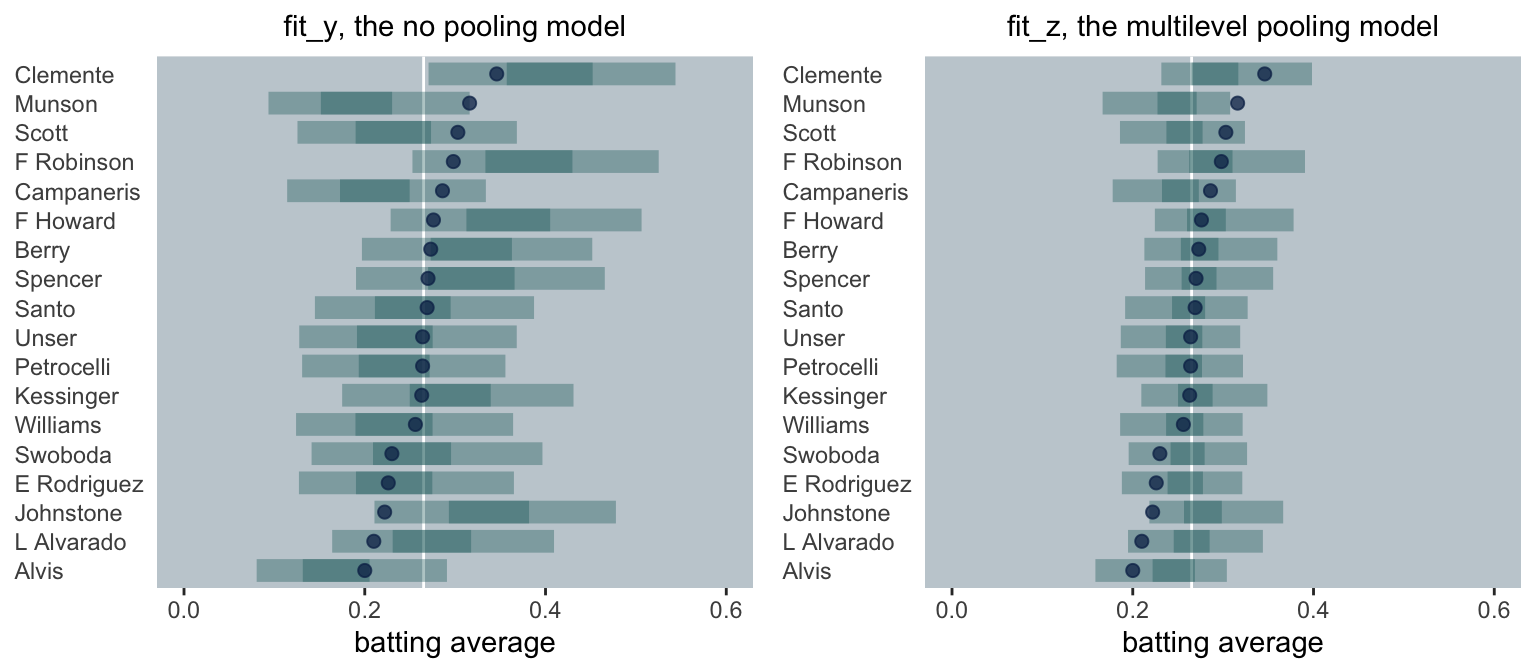 fit_y, the no pooling model
Clemente
Munson
Scott
F Robinson
Campaneris
F Howard
Berry
Spencer
Santo
Unser
Petrocelli
Kessinger
Williams
Swoboda
E Rodriguez
Johnstone
L Alvarado
Alvis
0.0 0.2 0.4 0.6
batting average
fit_z, the multilevel pooling model
Clemente
Munson
Scott
F Robinson
Campaneris
F Howard
Berry
Spencer
Santo
Unser
Petrocelli
Kessinger
Williams
Swoboda
E Rodriguez
Johnstone
L Alvarado
Alvis
0.0 0.2 0.4 0.6
batting average